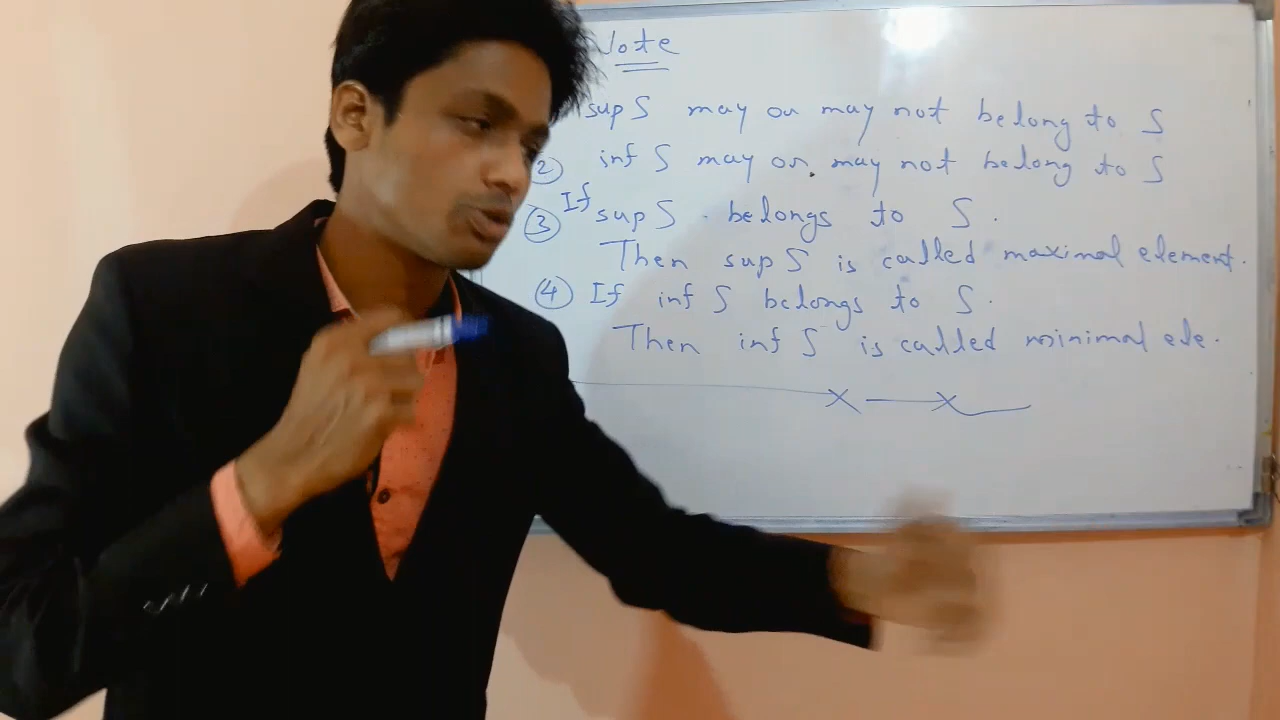 Note
sup S may or may not belong to S
② inf S may or may not belong to S
③ If sup S belongs to S.
Then sup S is called maximal element.
④ If inf S belongs to S.
Then inf S is called minimal ele.